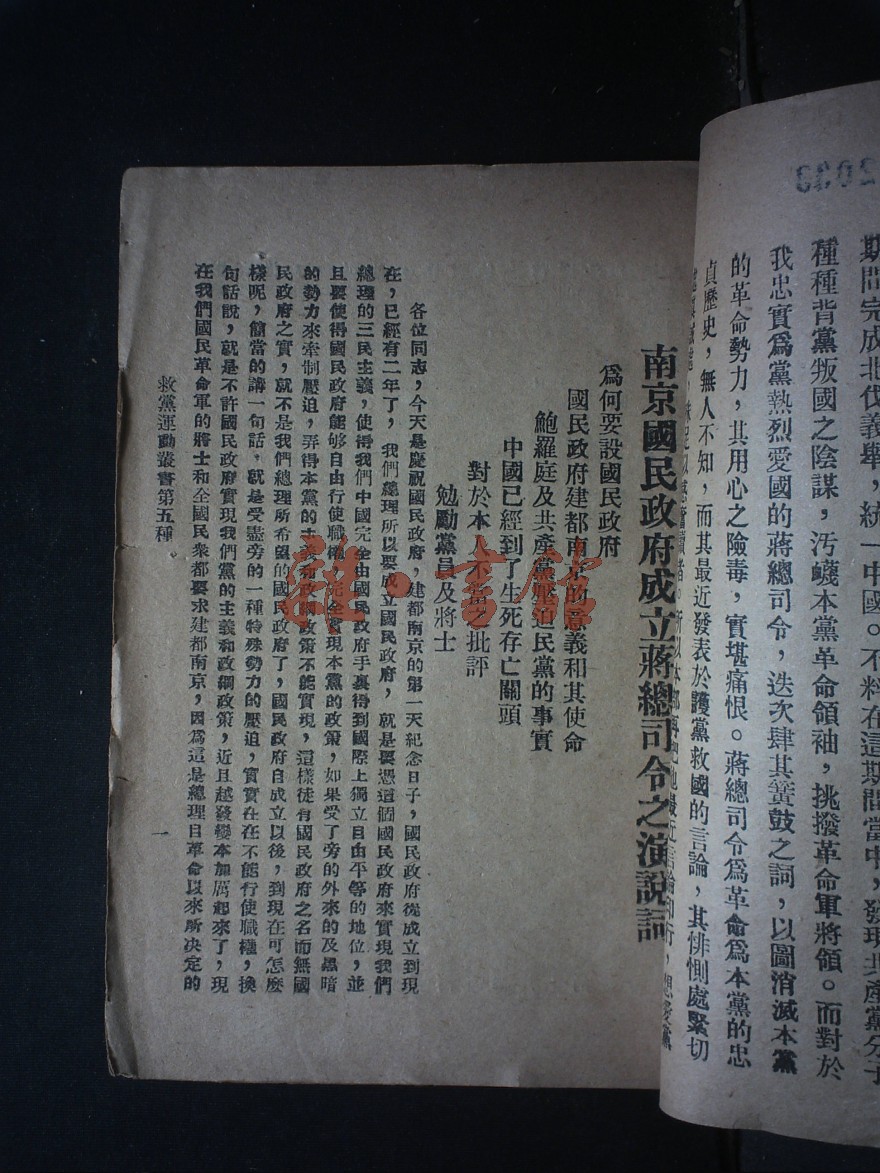 2043
期間完成北伐義舉，統一中國。不料在這期間當中，發現共產黨分子
種種背黨叛國之陰謀，汚衊本黨革命領袖，挑撥革命軍將領。而對於
我忠實爲黨熱烈愛國的蔣總司令，迭次肆其簧鼓之詞，以圖消滅本黨
的革命勢力，其用心之險毒，實堪痛恨。蔣總司令爲革命爲本黨的忠
貞歷史，無人不知，而其最近發表於護黨救國的言論，其悱惻處緊切
南京國民政府成立蔣總司令之演說詞
爲何要設國民政府
國民政府建都南京的意義和其使命
鮑羅庭及共產黨壓迫民黨的事實
中國已經到了生死存亡關頭
對於本人不當之批評
勉勵黨員及將士
各位同志，今天是慶祝國民政府，建都南京的第一天紀念日子，國民政府從成立到現
在，已經有二年了，我們總理所以要成立國民政府，就是要憑這個國民政府來實現我們
總理的三民主義，使得我們中國完全由國民政府手裏得到國際上獨立自由平等的地位，並
且要使得國民政府能够自由行使職權，完全實現本黨的政策，如果受了旁的外來的及黑暗
的勢力來牽制壓迫，弄得本黨的主義和政綱政策不能實現，這樣徒有國民政府之名而無國
民政府之實，就不是我們總理所希望的國民政府了，國民政府自成立以後，到現在可怎麼
樣呢，簡當的講一句話，就是受盡旁的一種特殊勢力的壓迫，實實在在不能行使職權，換
句話說，就是不許國民政府實現我們黨的主義和政綱政策，近且越發變本加厲起來了，現
在我們國民革命軍的將士和全國民衆都要求建都南京，因爲這是總理自革命以來所決定的
救黨運動叢書第五種
一
雜·書館